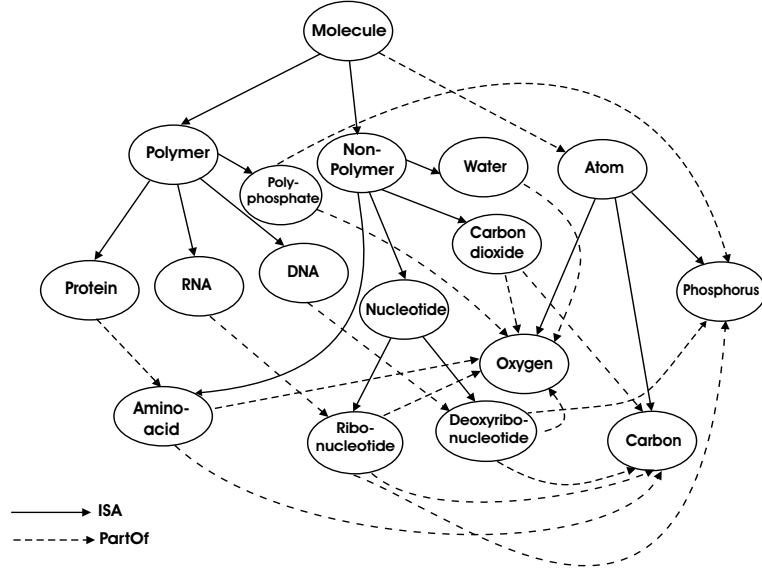 Molecule
Polymer
Non-
Polymer
Water
Atom
Poly-
phosphate
Carbon
dioxide
Protein
RNA
DNA
Nucleotide
Phosphorus
Oxygen
Amino-
acid
Ribo-
nucleotide
Deoxyribo-
nucleotide
Carbon
ISA
PartOf